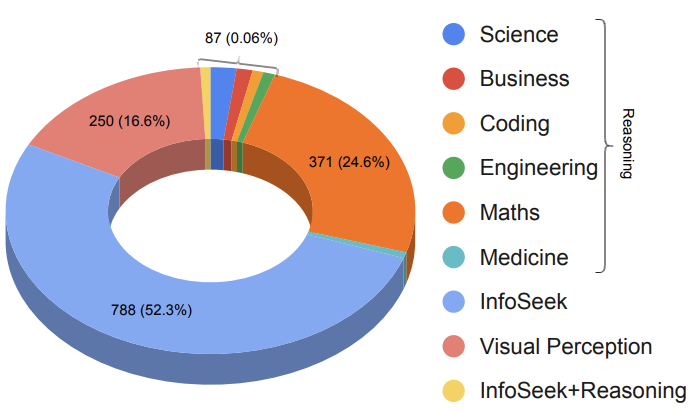 87 (0.06%)
250 (16.6%)
371 (24.6%)
788 (52.3%)
Science
Business
Coding
Engineering
Maths
Medicine
InfoSeek
Visual Perception
InfoSeek+Reasoning
Reasoning